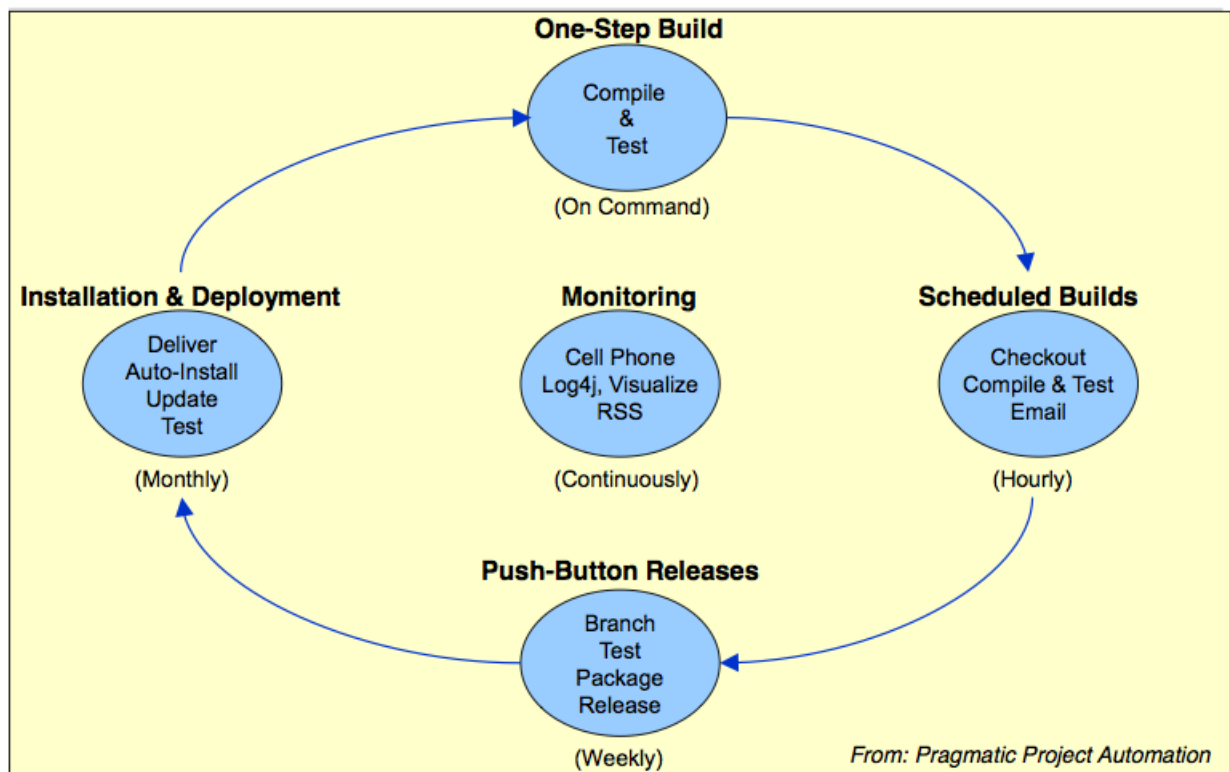 One-Step Build
Compile
&
Test
(On Command)
Installation & Deployment
Deliver
Auto-Install
Update
Test
(Monthly)
Monitoring
Cell Phone
Log4j, Visualize
RSS
(Continuously)
Scheduled Builds
Checkout
Compile & Test
Email
(Hourly)
Push-Button Releases
Branch
Test
Package
Release
(Weekly)
From: Pragmatic Project Automation